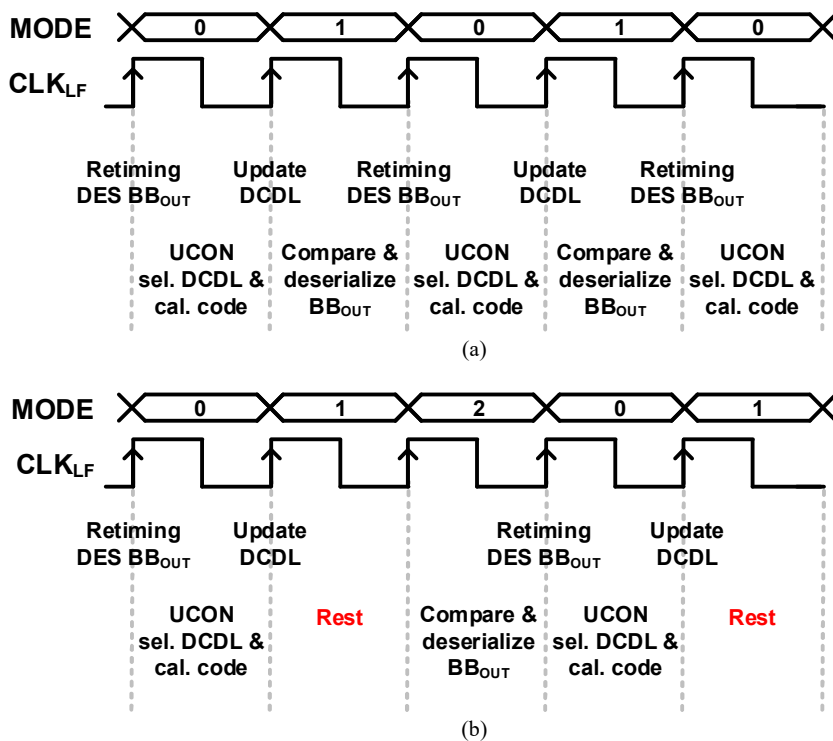 MODE 0 1 0 1 0
CLKLF
Retiming Update Retiming Update Retiming
DES BBOUT DCDL DES BBOUT DCDL DES BBOUT
UCON Compare & UCON Compare & UCON
sel. DCDL & deserialize sel. DCDL & deserialize sel. DCDL &
cal. code BBOUT cal. code BBOUT cal. code
(a)
MODE 0 1 2 0 1
CLKLF
Retiming Update Retiming Update
DES BBOUT DCDL DES BBOUT DCDL
UCON Rest Compare & UCON Rest
sel. DCDL & deserialize sel. DCDL &
cal. code BBOUT cal. code
(b)